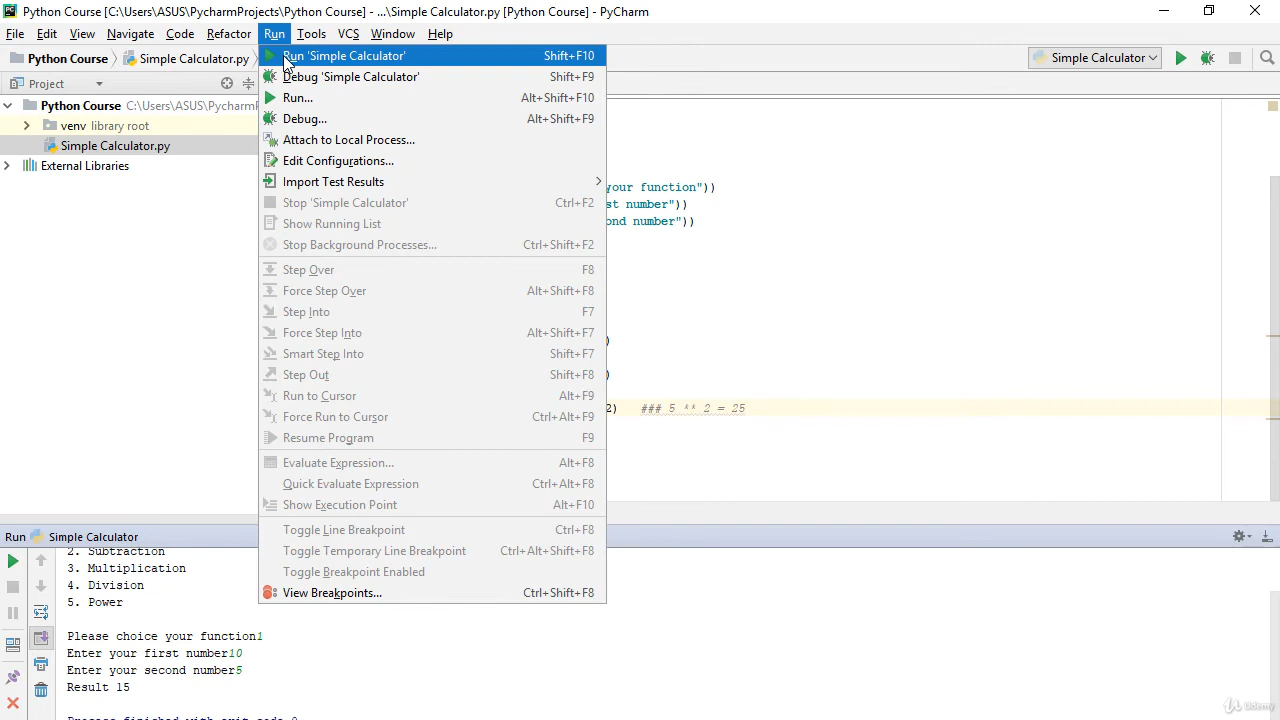 Python Course [C:\Users\ASUS\PycharmProjects\Python Course] - ...\Simple Calculator.py [Python Course] - PyCharm
File Edit View Navigate Code Refactor Run Tools VCS Window Help
Python Course Simple Calculator.py
Simple Calculator
Project
Python Course C:\Users\ASUS\PycharmP
venv library root
Simple Calculator.py
External Libraries
Run 'Simple Calculator' Shift+F10
Debug 'Simple Calculator' Shift+F9
Run... Alt+Shift+F10
Debug... Alt+Shift+F9
Attach to Local Process...
Edit Configurations...
Import Test Results
Stop 'Simple Calculator' Ctrl+F2
Show Running List
Stop Background Processes... Ctrl+Shift+F2
Step Over F8
Force Step Over Alt+Shift+F8
Step Into F7
Force Step Into Alt+Shift+F7
Smart Step Into Shift+F7
Step Out Shift+F8
Run to Cursor Alt+F9
Force Run to Cursor Ctrl+Alt+F9
Resume Program F9
Evaluate Expression... Alt+F8
Quick Evaluate Expression Ctrl+Alt+F8
Show Execution Point Alt+F10
Toggle Line Breakpoint Ctrl+F8
Toggle Temporary Line Breakpoint Ctrl+Alt+Shift+F8
Toggle Breakpoint Enabled
View Breakpoints... Ctrl+Shift+F8
your function"))
st number"))
ond number"))
)
)
2) ### 5 ** 2 = 25
Run Simple Calculator
2. Subtraction
3. Multiplication
4. Division
5. Power
Please choice your function1
Enter your first number10
Enter your second number5
Result 15
Process finished with exit code 0
Udemy